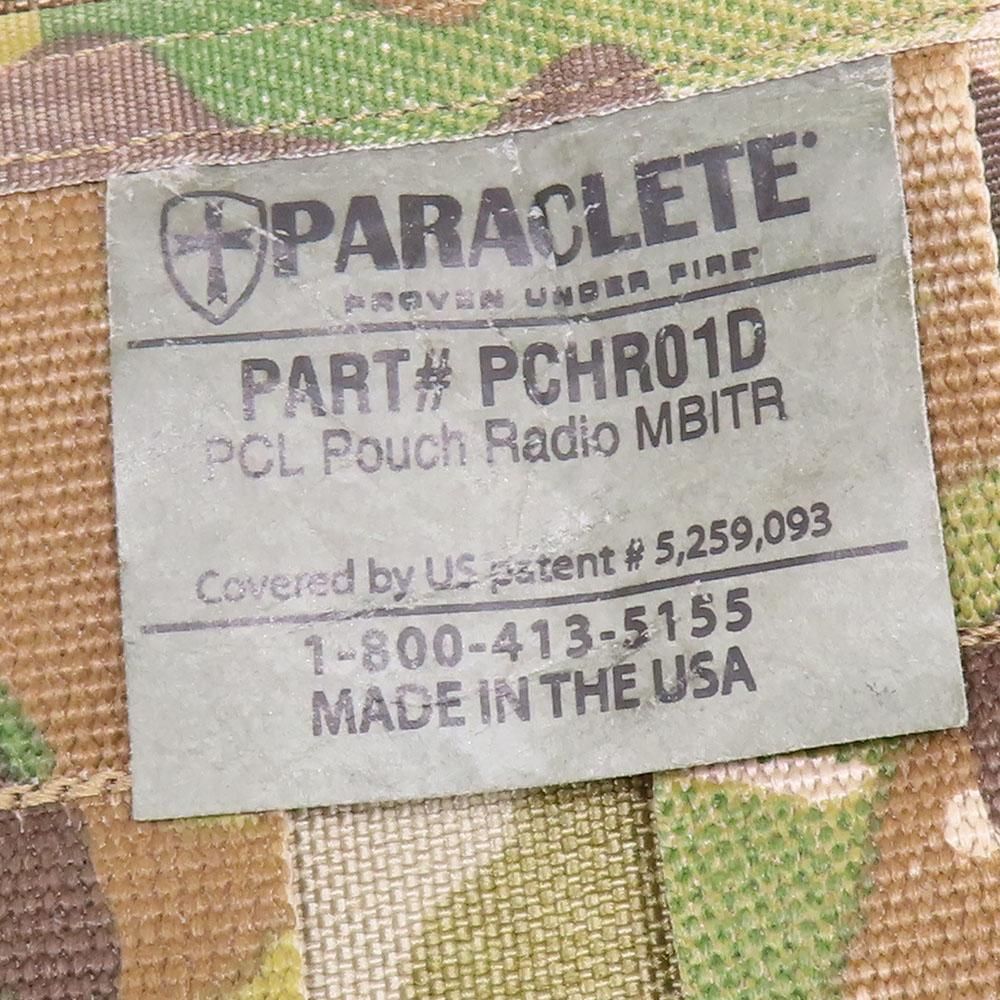 PARACLETE
PROVEN UNDER FIRE
PART# PCHR01D
PCL Pouch Radio MBITR
Covered by US patent # 5,259,093
1-800-413-5155
MADE IN THE USA